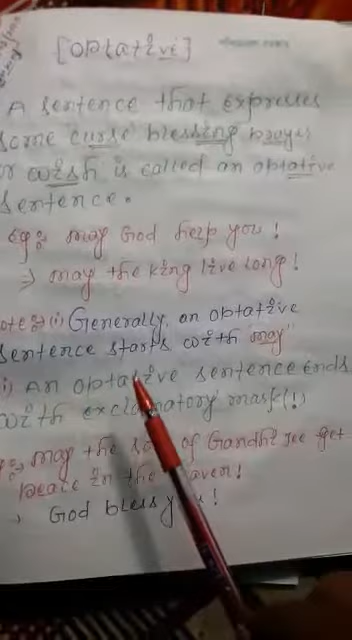 [optative]
A sentence that expresses
some curse blessing prayer
or wish is called an optative
sentence.
eg:- may God help you!
⇒ may the king live long!
Note:- (i) Generally, an optative
sentence starts with "may"
i) An optative sentence ends
with exclamatory mark(!)
may the of Gandhi Jee get
peace in the heaven!
→ God bless you!